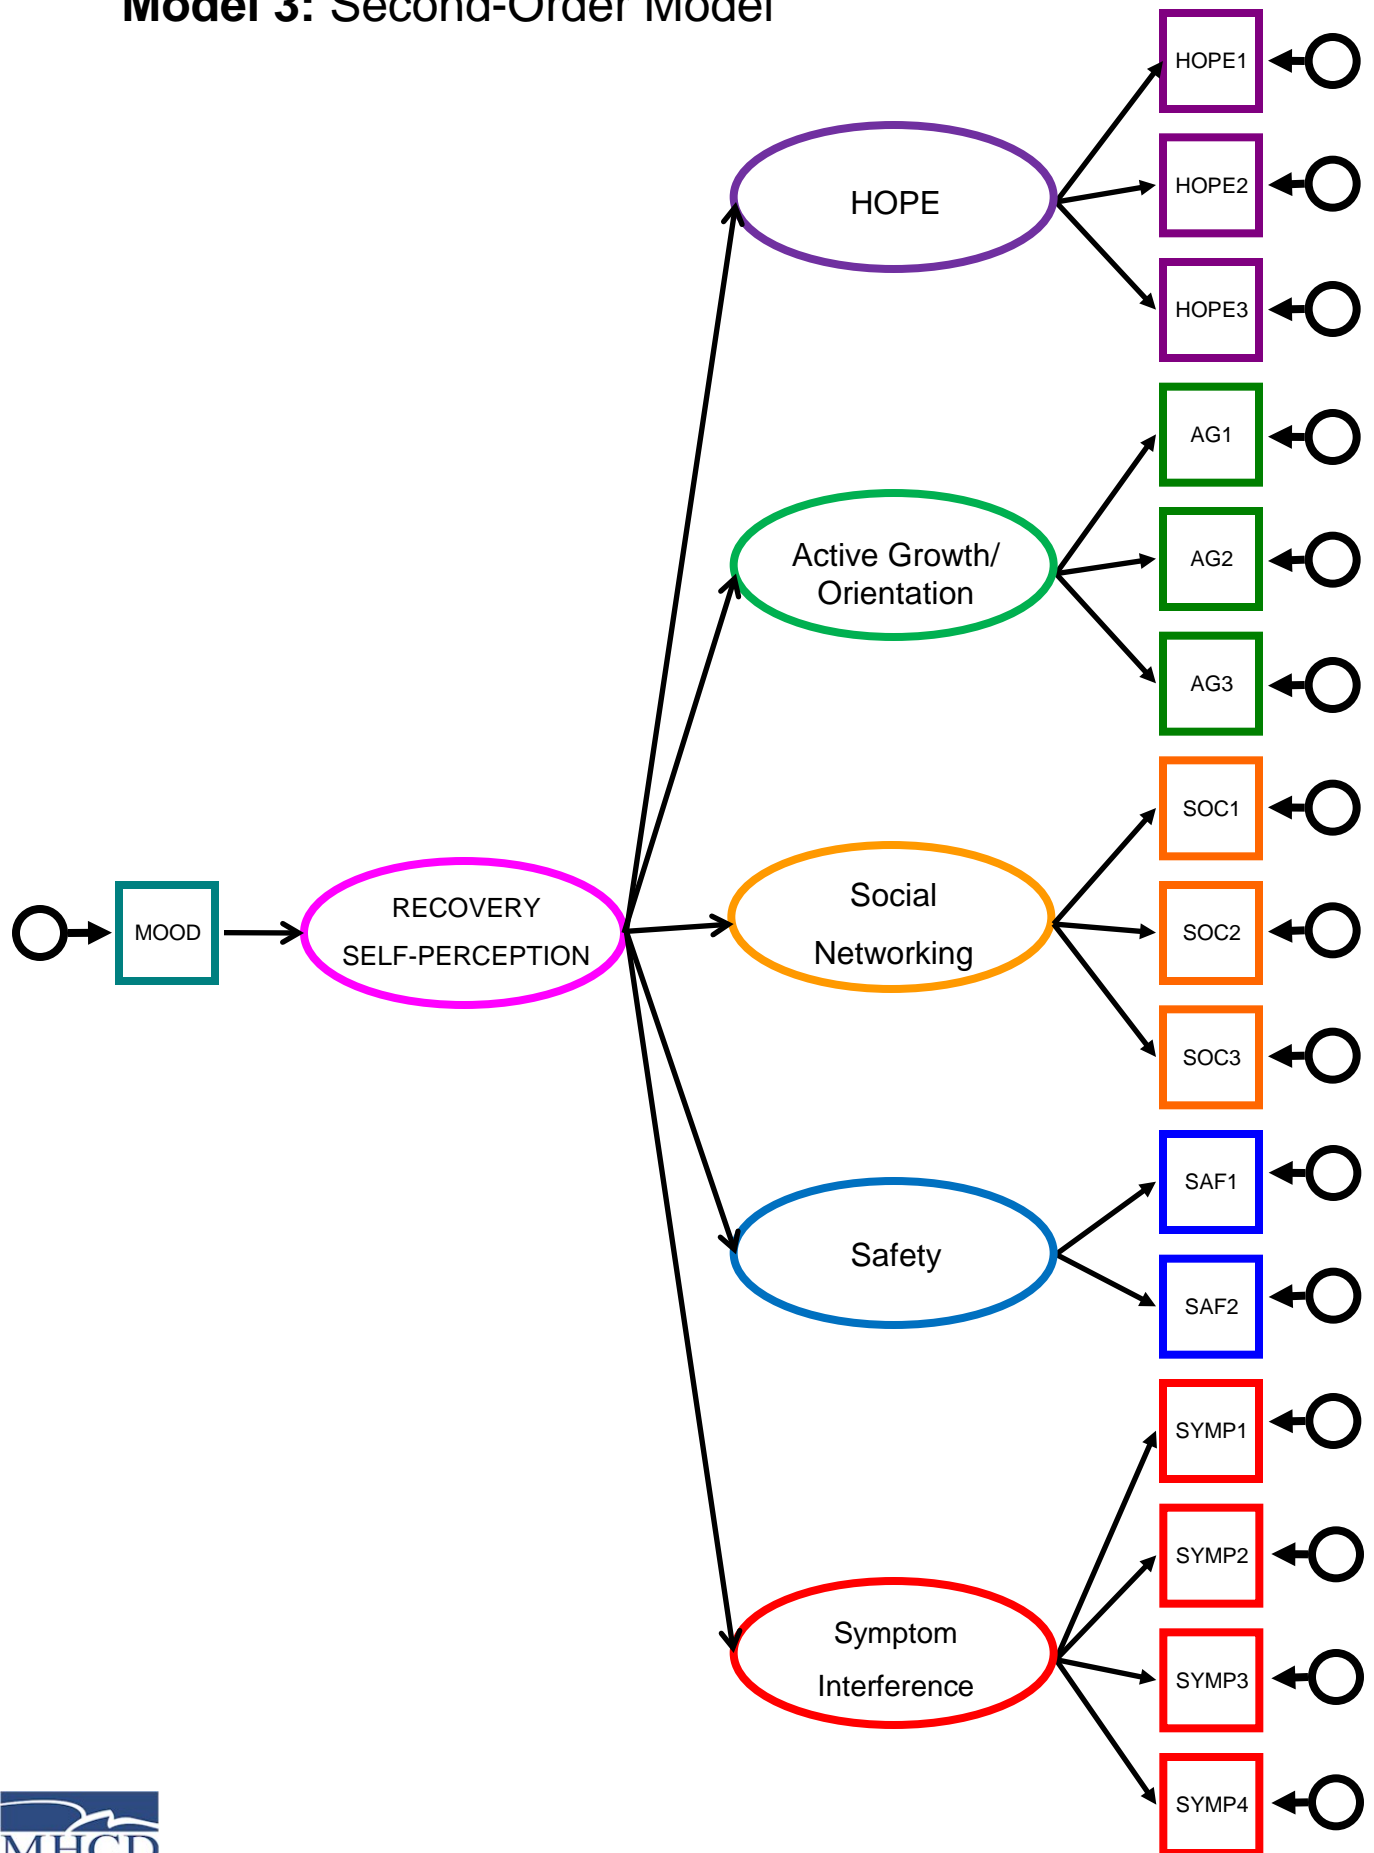 Model 3: Second-Order Model
HOPE1
HOPE2
HOPE
HOPE3
AG1
Active Growth/
Orientation
AG2
AG3
SOC1
Social
Networking
SOC2
SOC3
MOOD
RECOVERY
SELF-PERCEPTION
SAF1
Safety
SAF2
SYMP1
SYMP2
Symptom
Interference
SYMP3
SYMP4
MHCD